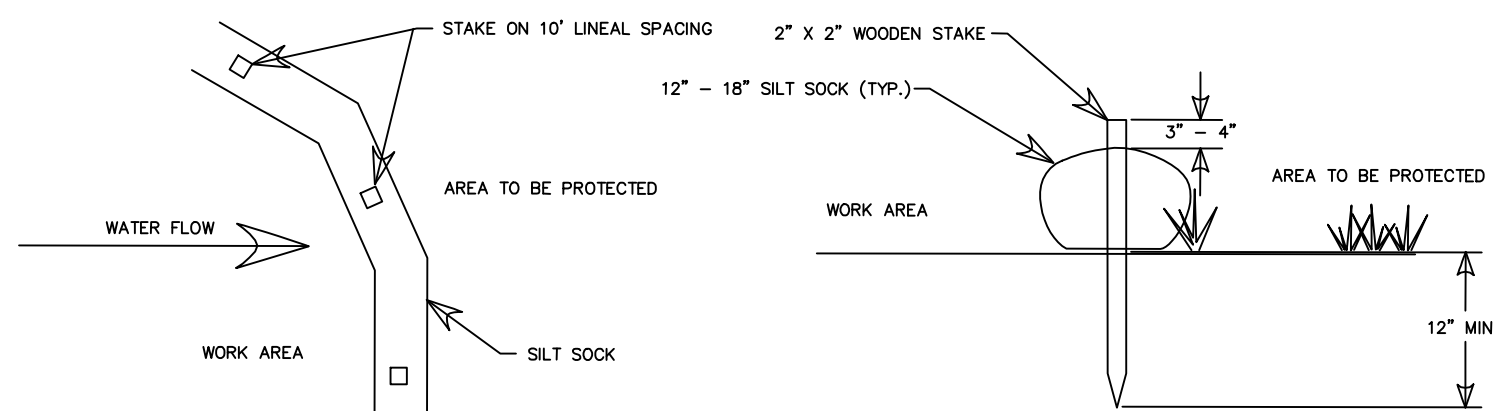 STAKE ON 10' LINEAL SPACING
AREA TO BE PROTECTED
WATER FLOW
WORK AREA
SILT SOCK
2" X 2" WOODEN STAKE
12" – 18" SILT SOCK (TYP.)
3" – 4"
AREA TO BE PROTECTED
WORK AREA
12" MIN